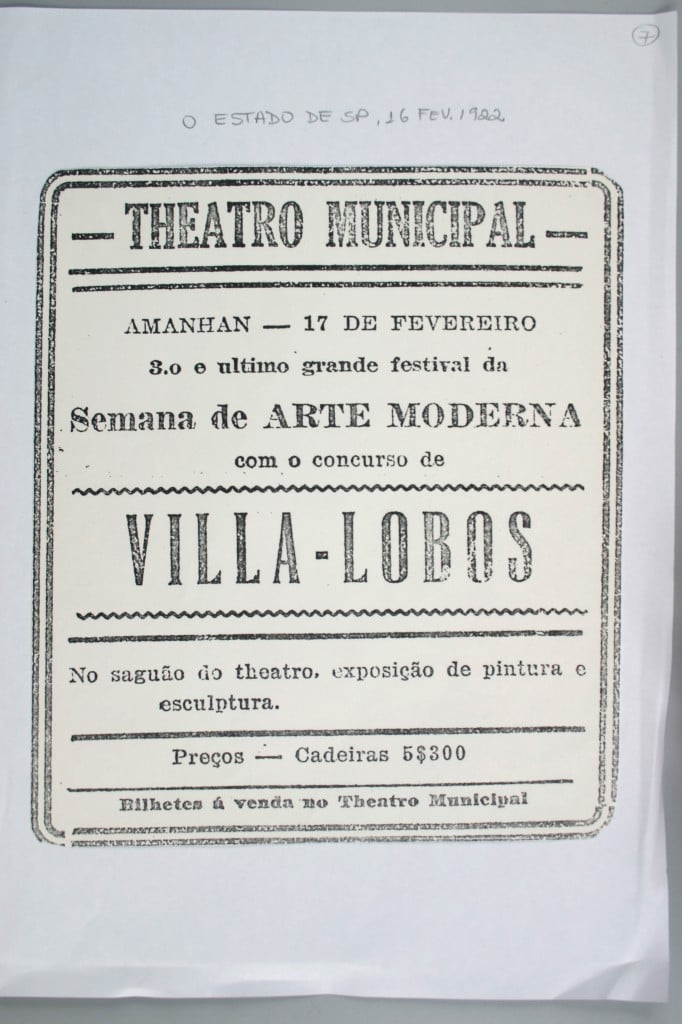 7
O ESTADO DE SP, 16 FEV. 1922
— THEATRO MUNICIPAL —
AMANHAN — 17 DE FEVEREIRO
3.o e ultimo grande festival da
Semana de ARTE MODERNA
com o concurso de
VILLA-LOBOS
No saguão do theatro, exposição de pintura e
esculptura.
Preços — Cadeiras 5$300
Bilhetes á venda no Theatro Municipal